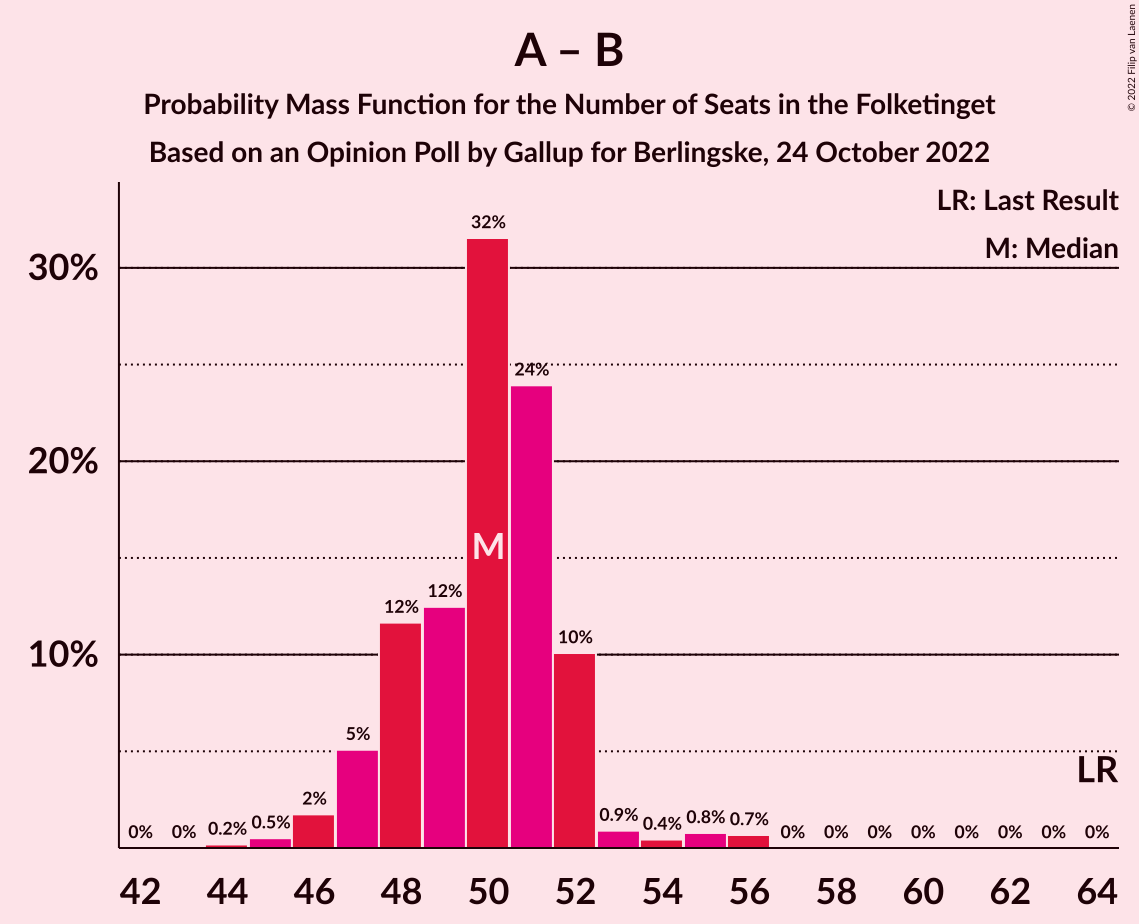 A – B
Probability Mass Function for the Number of Seats in the Folketinget
Based on an Opinion Poll by Gallup for Berlingske, 24 October 2022
© 2022 Filip van Laenen
LR: Last Result
M: Median
30%
20%
10%
0%
0%
0.2%
0.5%
2%
5%
12%
12%
32%
24%
10%
0.9%
0.4%
0.8%
0.7%
0%
0%
0%
0%
0%
0%
0%
0%
M
LR
42 44 46 48 50 52 54 56 58 60 62 64